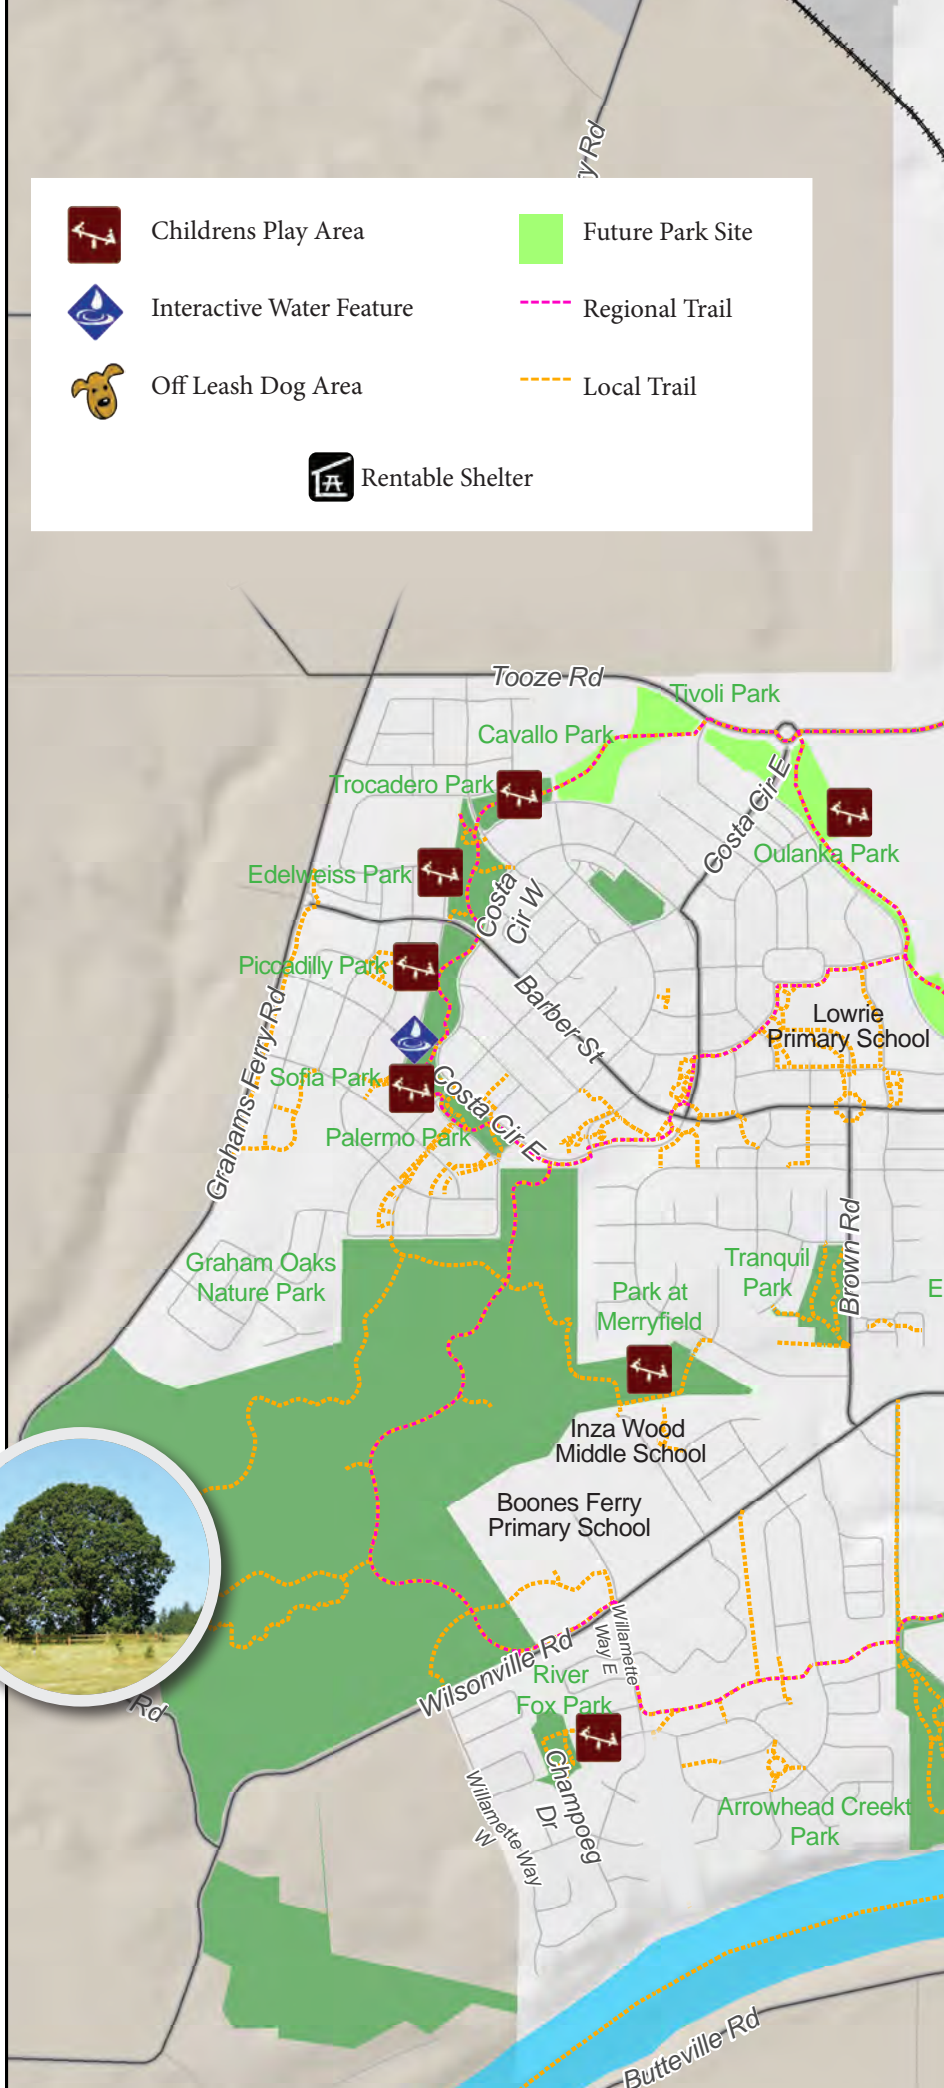 ry Rd
Childrens Play Area
Future Park Site
Interactive Water Feature
Regional Trail
Off Leash Dog Area
Local Trail
Rentable Shelter
Tooze Rd
Tivoli Park
Cavallo Park
Trocadero Park
Costa Cir E
Oulanka Park
Edelweiss Park
Costa
Cir W
Piccadilly Park
Barber St
Lowrie
Primary School
Grahams Ferry Rd
Sofia Park
Costa Cir E
Palermo Park
Graham Oaks
Nature Park
Tranquil
Park
Brown Rd
E
Park at
Merryfield
Inza Wood
Middle School
Boones Ferry
Primary School
Willamette
Way E
Wilsonville Rd
River
Fox Park
Rd
Champoeg
Dr
Willamette Way
W
Arrowhead Creekt
Park
Butteville Rd